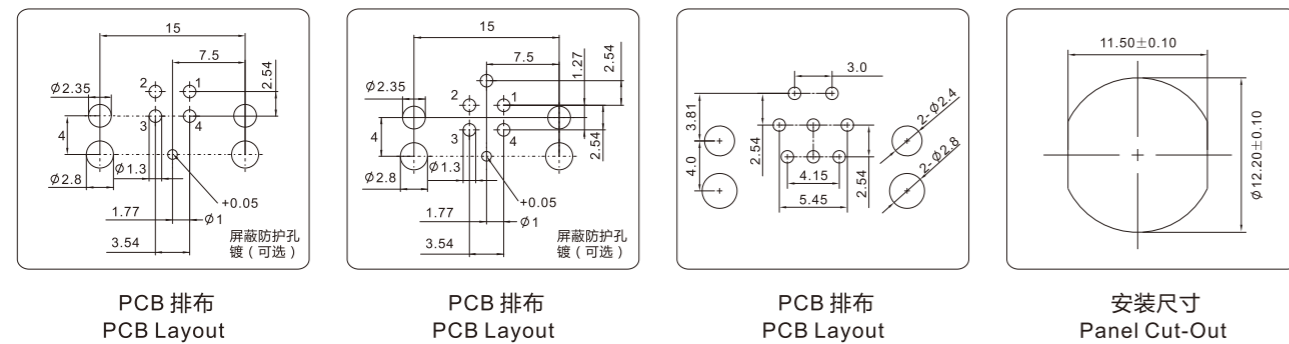 15
7.5
2.54
Ø2.35
2
1
4
3
4
Ø2.8
Ø1.3
+0.05
1.77
Ø1
3.54
屏蔽防护孔
镀（可选）
PCB 排布
PCB Layout
15
7.5
1.27
2.54
Ø2.35
2
1
4
3
4
2.54
Ø2.8
Ø1.3
+0.05
1.77
Ø1
3.54
屏蔽防护孔
镀（可选）
PCB 排布
PCB Layout
3.0
3.81
2-Ø2.4
2.54
4.0
2-Ø2.8
4.15
2.54
5.45
PCB 排布
PCB Layout
11.50±0.10
Ø12.20±0.10
安装尺寸
Panel Cut-Out